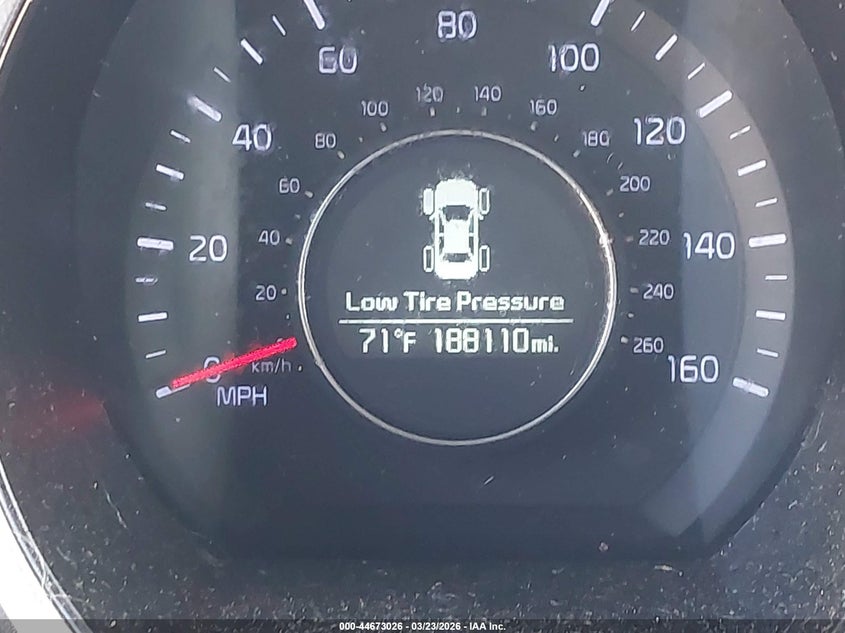 80
60 100
100 120 140 160
40 80 180 120
60 200
20 40 220 140
20 240
Low Tire Pressure
71°F 188110mi.
0 km/h 260 160
MPH
000-44673026 - 03/23/2026 - IAA Inc.